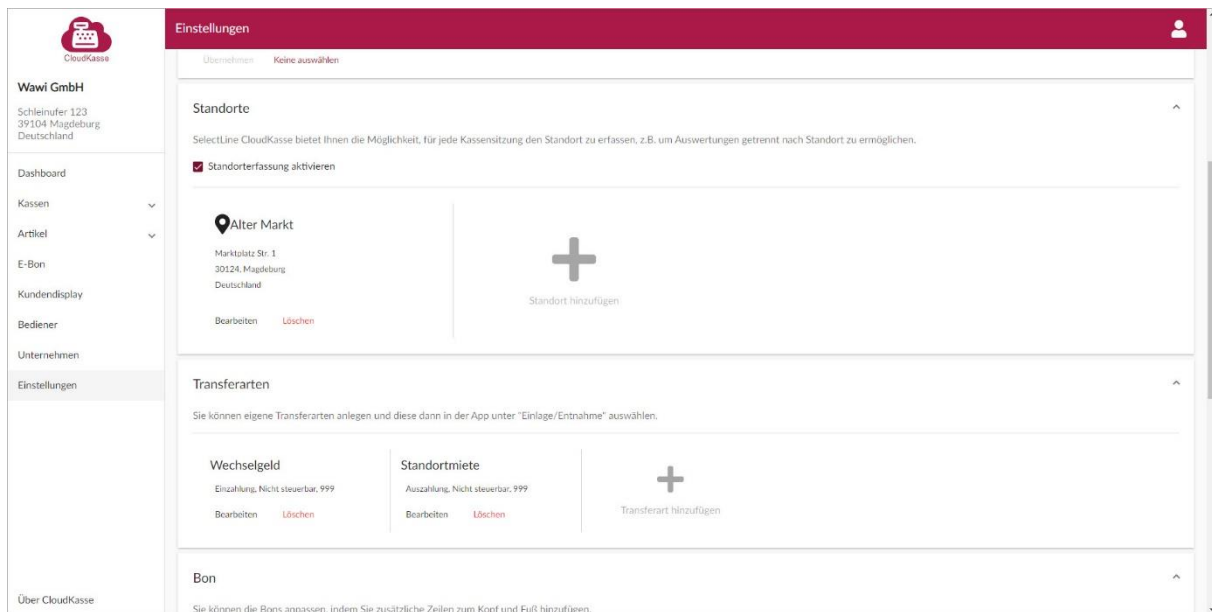 CloudKasse
Wawi GmbH
Schleinufer 123
39104 Magdeburg
Deutschland
Dashboard
Kassen
Artikel
E-Bon
Kundendisplay
Bediener
Unternehmen
Einstellungen
Über CloudKasse
Einstellungen
Übernehmen Keine auswählen
Standorte
SelectLine CloudKasse bietet Ihnen die Möglichkeit, für jede Kassensitzung den Standort zu erfassen, z.B. um Auswertungen getrennt nach Standort zu ermöglichen.
Standorterfassung aktivieren
Alter Markt
Marktplatz Str. 1
30124, Magdeburg
Deutschland
Bearbeiten Löschen
Standort hinzufügen
Transferarten
Sie können eigene Transferarten anlegen und diese dann in der App unter "Einlage/Entnahme" auswählen.
Wechselgeld
Einzahlung, Nicht steuerbar, 999
Bearbeiten Löschen
Standortmiete
Auszahlung, Nicht steuerbar, 999
Bearbeiten Löschen
Transferart hinzufügen
Bon
Sie können die Bons anpassen, indem Sie zusätzliche Zeilen zum Kopf und Fuß hinzufügen.